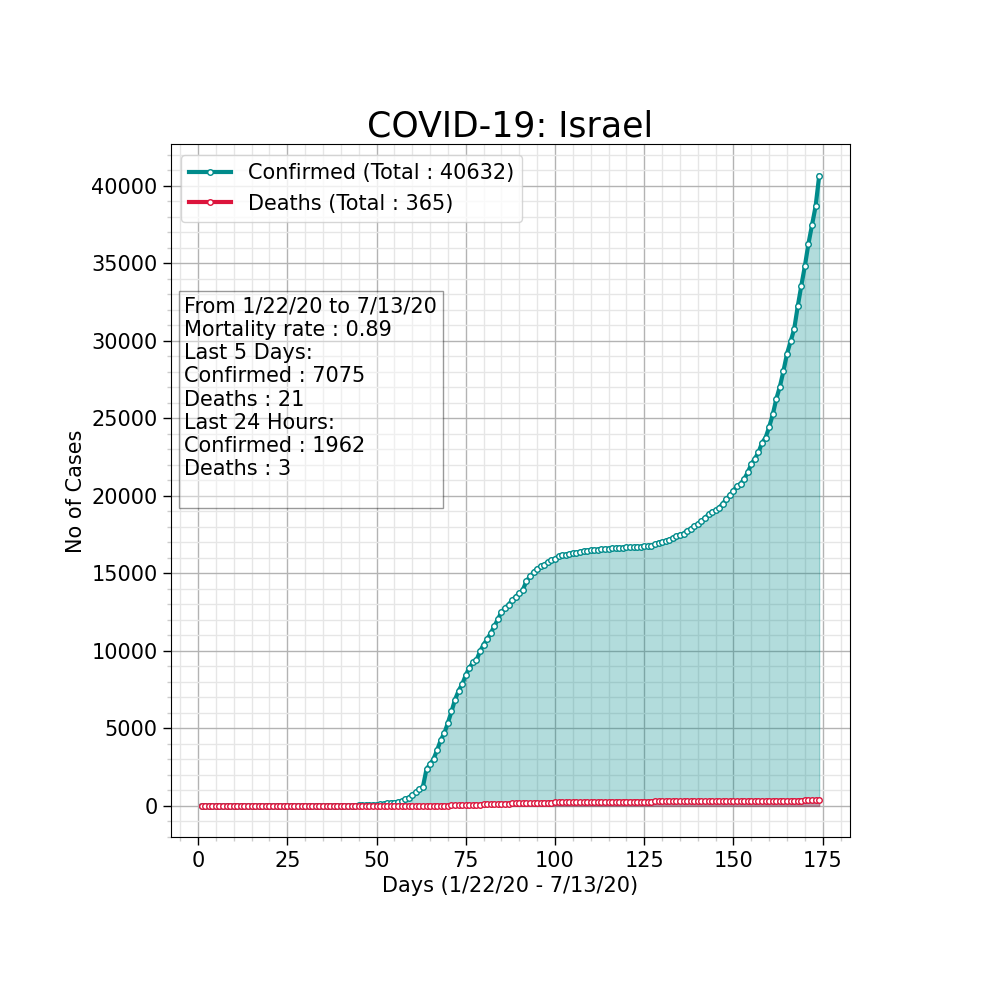 COVID-19: Israel
Confirmed (Total : 40632)
Deaths (Total : 365)
From 1/22/20 to 7/13/20
Mortality rate : 0.89
Last 5 Days:
Confirmed : 7075
Deaths : 21
Last 24 Hours:
Confirmed : 1962
Deaths : 3
No of Cases
40000
35000
30000
25000
20000
15000
10000
5000
0
0 25 50 75 100 125 150 175
Days (1/22/20 - 7/13/20)